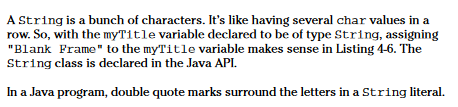 A String is a bunch of characters. It's like having several char values in a
row. So, with the myTitle variable declared to be of type String, assigning
"Blank Frame" to the myTitle variable makes sense in Listing 4-6. The
String class is declared in the Java API.
In a Java program, double quote marks surround the letters in a String literal.